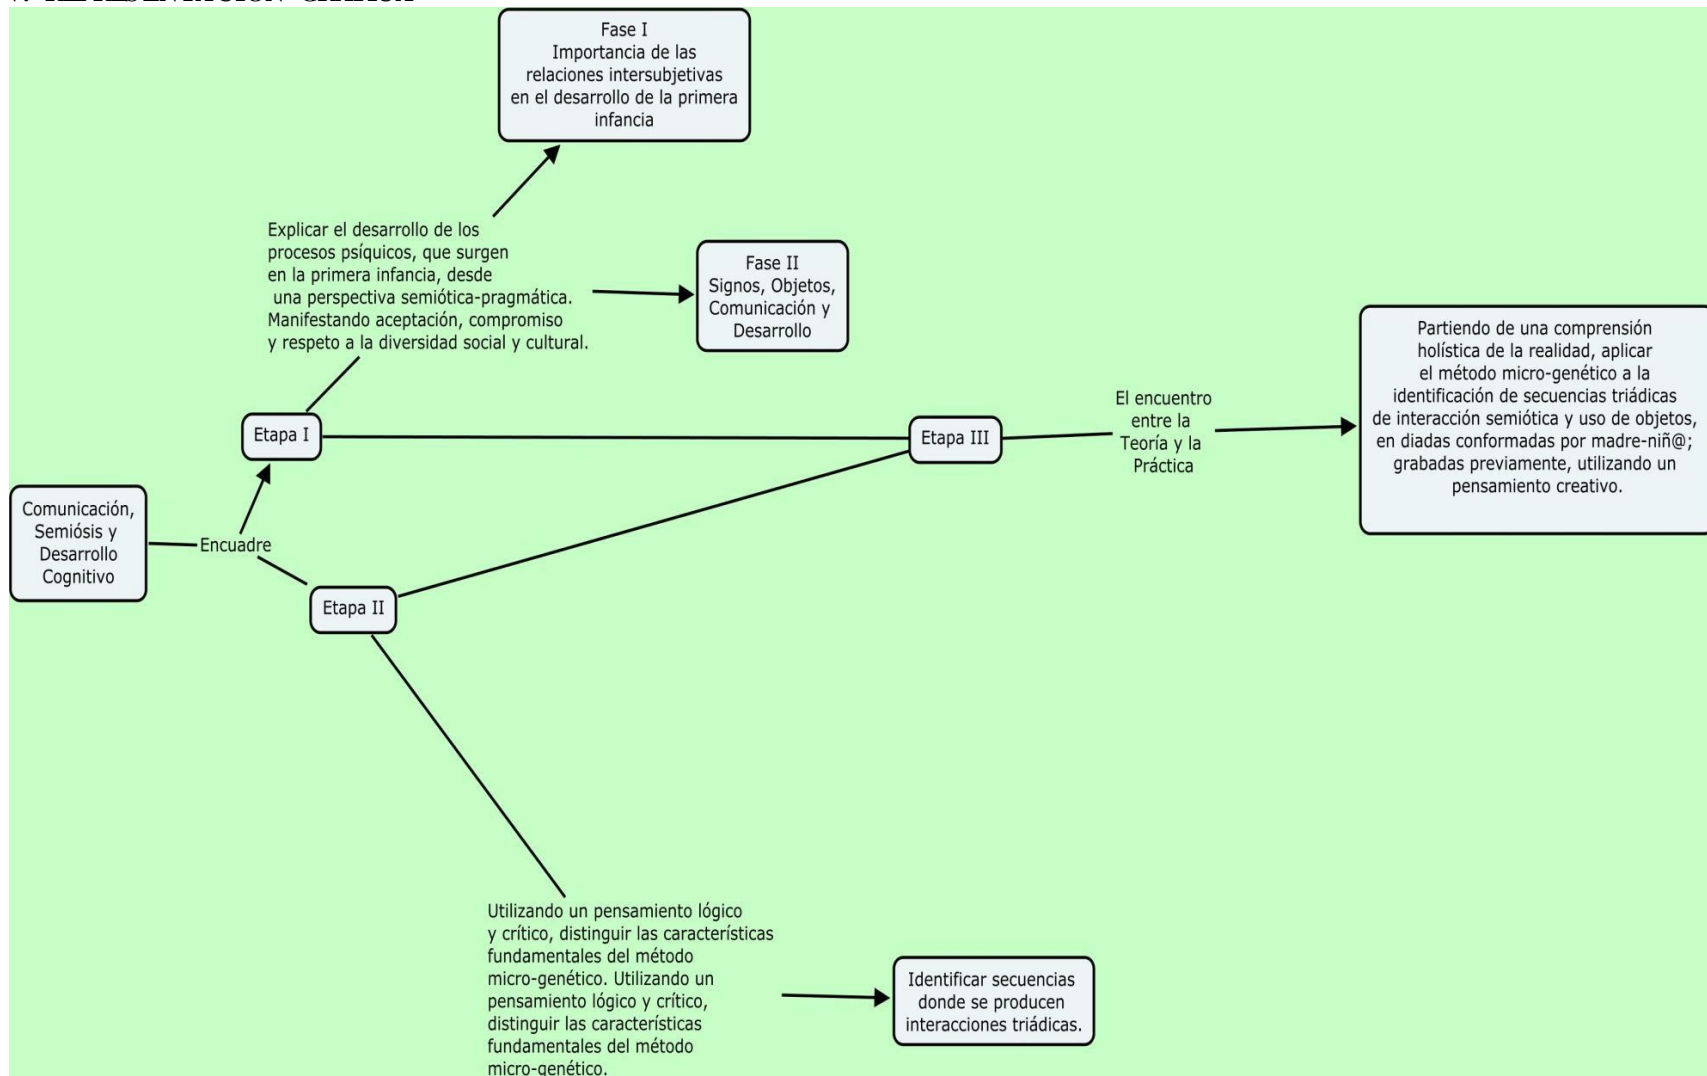 Fase I
Importancia de las
relaciones intersubjetivas
en el desarrollo de la primera
infancia
Explicar el desarrollo de los
procesos psíquicos, que surgen
en la primera infancia, desde
una perspectiva semiótica-pragmática.
Manifestando aceptación, compromiso
y respeto a la diversidad social y cultural.
Fase II
Signos, Objetos,
Comunicación y
Desarrollo
Etapa I
Etapa III
El encuentro
entre la
Teoría y la
Práctica
Partiendo de una comprensión
holística de la realidad, aplicar
el método micro-genético a la
identificación de secuencias triádicas
de interacción semiótica y uso de objetos,
en diadas conformadas por madre-niñ@;
grabadas previamente, utilizando un
pensamiento creativo.
Comunicación,
Semiósis y
Desarrollo
Cognitivo
Encuadre
Etapa II
Utilizando un pensamiento lógico
y crítico, distinguir las características
fundamentales del método
micro-genético. Utilizando un
pensamiento lógico y crítico,
distinguir las características
fundamentales del método
micro-genético.
Identificar secuencias
donde se producen
interacciones triádicas.